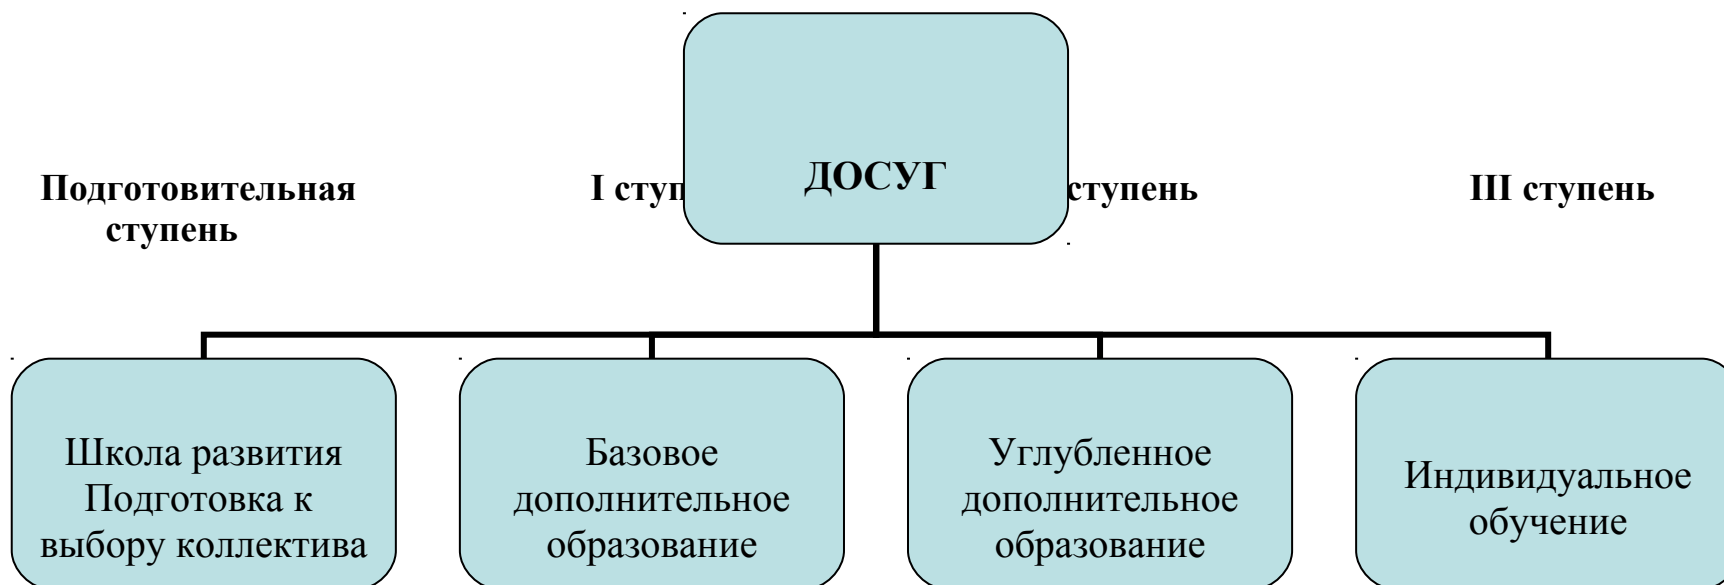 ДОСУГ
Подготовительная
ступень
I ступ
ступень
III ступень
Школа развития
Подготовка к
выбору коллектива
Базовое
дополнительное
образование
Углубленное
дополнительное
образование
Индивидуальное
обучение